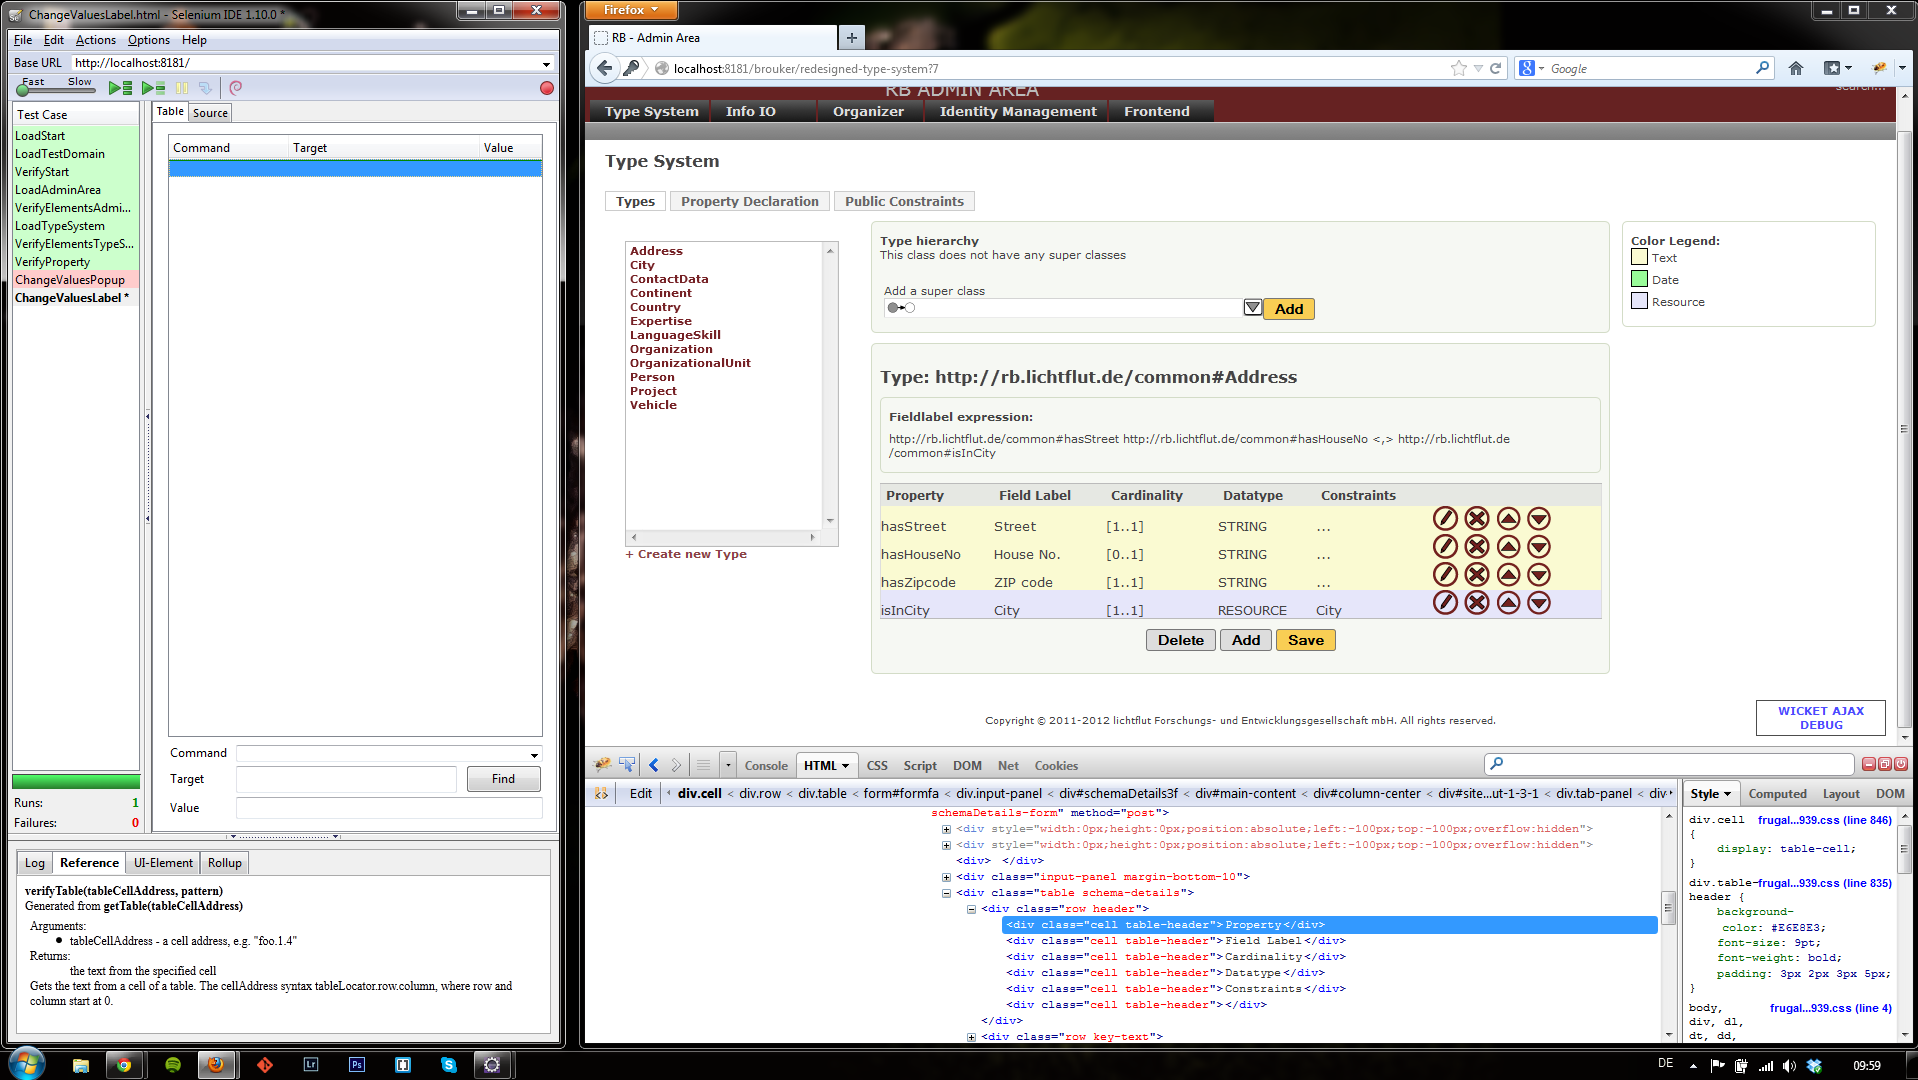 ChangeValuesLabel.html - Selenium IDE 1.10.0 *
File Edit Actions Options Help
Base URL http://localhost:8181/
Fast Slow
Test Case
LoadStart
LoadTestDomain
VerifyStart
LoadAdminArea
VerifyElementsAdmi...
LoadTypeSystem
VerifyElementsTypeS...
VerifyProperty
ChangeValuesPopup
ChangeValuesLabel *
Runs: 1
Failures: 0
Table Source
Command Target Value
Command
Target Find
Value
Log Reference UI-Element Rollup
verifyTable(tableCellAddress, pattern)
Generated from getTable(tableCellAddress)
Arguments:
tableCellAddress - a cell address, e.g. "foo.1.4"
Returns:
the text from the specified cell
Gets the text from a cell of a table. The cellAddress syntax tableLocator.row.column, where row and
column start at 0.
Firefox
RB - Admin Area
localhost:8181/brouker/redesigned-type-system?7
Google
RB ADMIN AREA
search...
Type System Info IO Organizer Identity Management Frontend
Type System
Types Property Declaration Public Constraints
Address
City
ContactData
Continent
Country
Expertise
LanguageSkill
Organization
OrganizationalUnit
Person
Project
Vehicle
+ Create new Type
Type hierarchy
This class does not have any super classes
Add a super class
Add
Color Legend:
Text
Date
Resource
Type: http://rb.lichtflut.de/common#Address
Fieldlabel expression:
http://rb.lichtflut.de/common#hasStreet http://rb.lichtflut.de/common#hasHouseNo <,> http://rb.lichtflut.de
/common#isInCity
Property Field Label Cardinality Datatype Constraints
hasStreet Street [1..1] STRING ...
hasHouseNo House No. [0..1] STRING ...
hasZipcode ZIP code [1..1] STRING ...
isInCity City [1..1] RESOURCE City
Delete Add Save
Copyright © 2011-2012 lichtflut Forschungs- und Entwicklungsgesellschaft mbH. All rights reserved.
WICKET AJAX
DEBUG
Console HTML CSS Script DOM Net Cookies
Edit div.cell < div.row < div.table < form#formfa < div.input-panel < div#schemaDetails3f < div#main-content < div#column-center < div#site...ut-1-3-1 < div.tab-panel < div
schemaDetails-form" method="post">
<div style="width:0px;height:0px;position:absolute;left:-100px;top:-100px;overflow:hidden">
<div style="width:0px;height:0px;position:absolute;left:-100px;top:-100px;overflow:hidden">
<div> </div>
<div class="input-panel margin-bottom-10">
<div class="table schema-details">
<div class="row header">
<div class="cell table-header">Property</div>
<div class="cell table-header">Field Label</div>
<div class="cell table-header">Cardinality</div>
<div class="cell table-header">Datatype</div>
<div class="cell table-header">Constraints</div>
<div class="cell table-header"></div>
</div>
<div class="row key-text">
Style Computed Layout DOM
div.cell frugal...939.css (line 846)
{
display: table-cell;
}
div.table- frugal...939.css (line 835)
header {
background-
color: #E6E8E3;
font-size: 9pt;
font-weight: bold;
padding: 3px 2px 3px 5px;
}
body, frugal...939.css (line 4)
div, dl,
dt, dd,
Lr Ps
DE 09:59